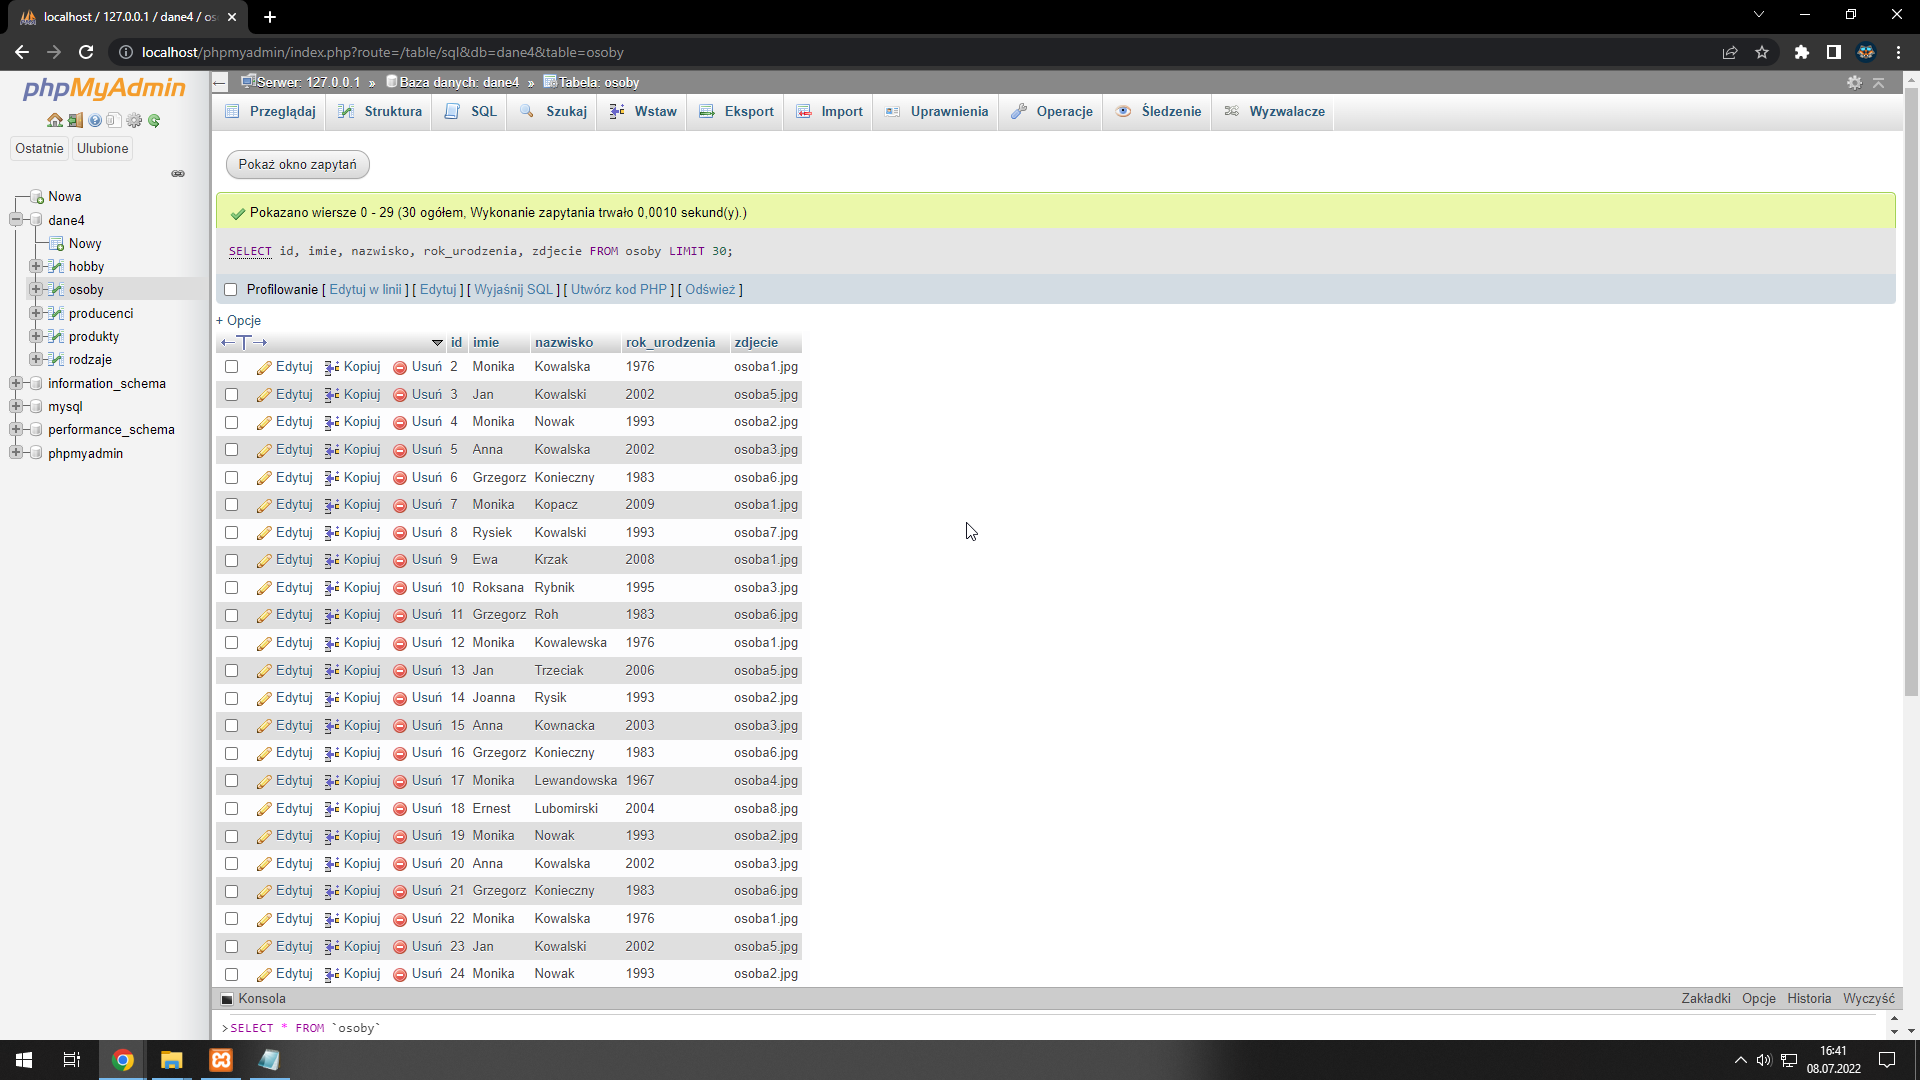 localhost / 127.0.0.1 / dane4 / os
localhost/phpmyadmin/index.php?route=/table/sql&db=dane4&table=osoby
phpMyAdmin
Ostatnie Ulubione
Nowa
dane4
Nowy
hobby
osoby
producenci
produkty
rodzaje
information_schema
mysql
performance_schema
phpmyadmin
Serwer: 127.0.0.1 » Baza danych: dane4 » Tabela: osoby
Przeglądaj Struktura SQL Szukaj Wstaw Eksport Import Uprawnienia Operacje Śledzenie Wyzwalacze
Pokaż okno zapytań
Pokazano wiersze 0 - 29 (30 ogółem, Wykonanie zapytania trwało 0,0010 sekund(y).)
SELECT id, imie, nazwisko, rok_urodzenia, zdjecie FROM osoby LIMIT 30;
Profilowanie [ Edytuj w linii ] [ Edytuj ] [ Wyjaśnij SQL ] [ Utwórz kod PHP ] [ Odśwież ]
+ Opcje
←T→ id imie nazwisko rok_urodzenia zdjecie
Edytuj Kopiuj Usuń 2 Monika Kowalska 1976 osoba1.jpg
Edytuj Kopiuj Usuń 3 Jan Kowalski 2002 osoba5.jpg
Edytuj Kopiuj Usuń 4 Monika Nowak 1993 osoba2.jpg
Edytuj Kopiuj Usuń 5 Anna Kowalska 2002 osoba3.jpg
Edytuj Kopiuj Usuń 6 Grzegorz Konieczny 1983 osoba6.jpg
Edytuj Kopiuj Usuń 7 Monika Kopacz 2009 osoba1.jpg
Edytuj Kopiuj Usuń 8 Rysiek Kowalski 1993 osoba7.jpg
Edytuj Kopiuj Usuń 9 Ewa Krzak 2008 osoba1.jpg
Edytuj Kopiuj Usuń 10 Roksana Rybnik 1995 osoba3.jpg
Edytuj Kopiuj Usuń 11 Grzegorz Roh 1983 osoba6.jpg
Edytuj Kopiuj Usuń 12 Monika Kowalewska 1976 osoba1.jpg
Edytuj Kopiuj Usuń 13 Jan Trzeciak 2006 osoba5.jpg
Edytuj Kopiuj Usuń 14 Joanna Rysik 1993 osoba2.jpg
Edytuj Kopiuj Usuń 15 Anna Kownacka 2003 osoba3.jpg
Edytuj Kopiuj Usuń 16 Grzegorz Konieczny 1983 osoba6.jpg
Edytuj Kopiuj Usuń 17 Monika Lewandowska 1967 osoba4.jpg
Edytuj Kopiuj Usuń 18 Ernest Lubomirski 2004 osoba8.jpg
Edytuj Kopiuj Usuń 19 Monika Nowak 1993 osoba2.jpg
Edytuj Kopiuj Usuń 20 Anna Kowalska 2002 osoba3.jpg
Edytuj Kopiuj Usuń 21 Grzegorz Konieczny 1983 osoba6.jpg
Edytuj Kopiuj Usuń 22 Monika Kowalska 1976 osoba1.jpg
Edytuj Kopiuj Usuń 23 Jan Kowalski 2002 osoba5.jpg
Edytuj Kopiuj Usuń 24 Monika Nowak 1993 osoba2.jpg
Konsola Zakładki Opcje Historia Wyczyść
>SELECT * FROM `osoby`
16:41
08.07.2022